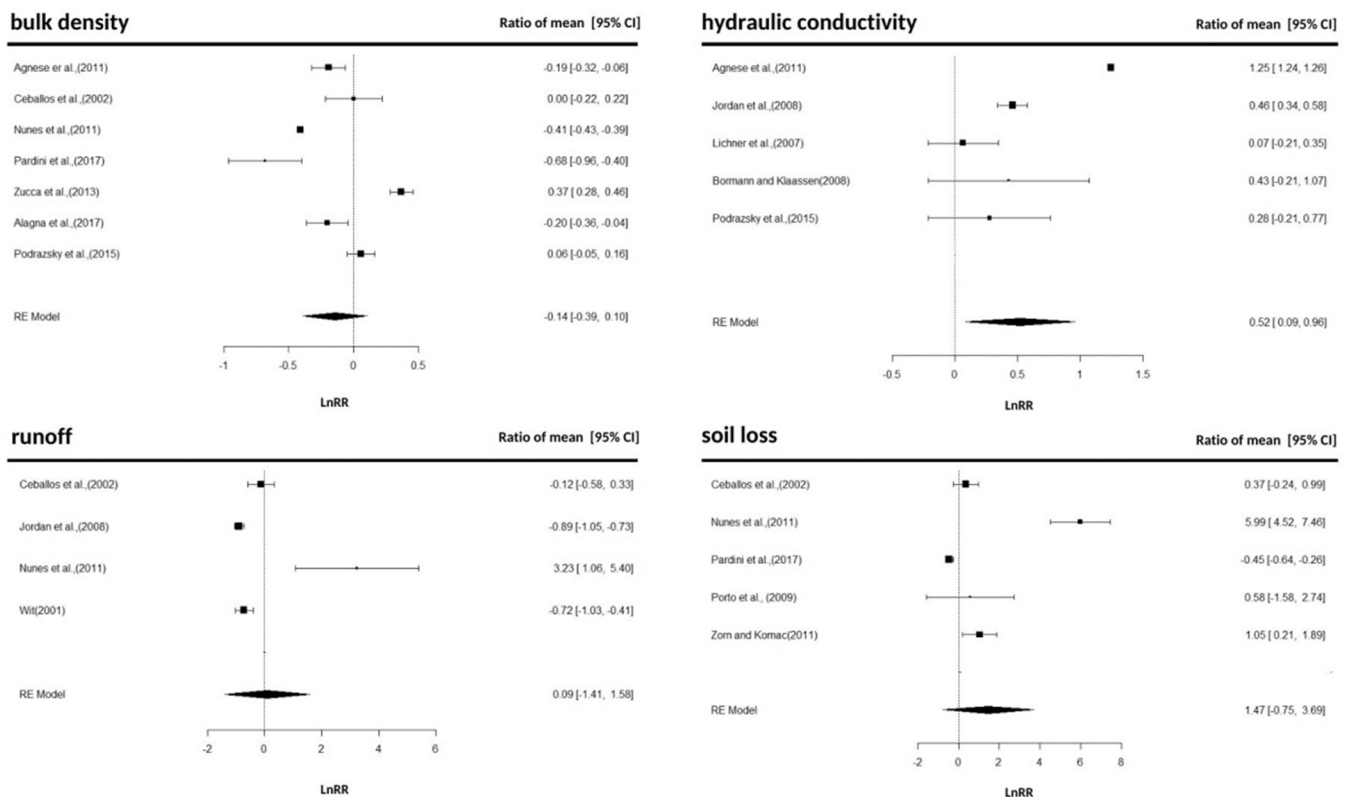 bulk density Ratio of mean [95% CI]
Agnese er al.,(2011) -0.19 [-0.32, -0.06]
Ceballos et al.,(2002) 0.00 [-0.22, 0.22]
Nunes et al.,(2011) -0.41 [-0.43, -0.39]
Pardini et al.,(2017) -0.68 [-0.96, -0.40]
Zucca et al.,(2013) 0.37 [ 0.28, 0.46]
Alagna et al.,(2017) -0.20 [-0.36, -0.04]
Podrazsky et al.,(2015) 0.06 [-0.05, 0.16]
RE Model -0.14 [-0.39, 0.10]
-1 -0.5 0 0.5
LnRR
hydraulic conductivity Ratio of mean [95% CI]
Agnese et al.,(2011) 1.25 [ 1.24, 1.26]
Jordan et al.,(2008) 0.46 [ 0.34, 0.58]
Lichner et al.,(2007) 0.07 [-0.21, 0.35]
Bormann and Klaassen(2008) 0.43 [-0.21, 1.07]
Podrazsky et al.,(2015) 0.28 [-0.21, 0.77]
RE Model 0.52 [ 0.09, 0.96]
-0.5 0 0.5 1 1.5
LnRR
runoff Ratio of mean [95% CI]
Ceballos et al.,(2002) -0.12 [-0.58, 0.33]
Jordan et al.,(2008) -0.89 [-1.05, -0.73]
Nunes et al.,(2011) 3.23 [ 1.06, 5.40]
Wit(2001) -0.72 [-1.03, -0.41]
RE Model 0.09 [-1.41, 1.58]
-2 0 2 4 6
LnRR
soil loss Ratio of mean [95% CI]
Ceballos et al.,(2002) 0.37 [-0.24, 0.99]
Nunes et al.,(2011) 5.99 [ 4.52, 7.46]
Pardini et al.,(2017) -0.45 [-0.64, -0.26]
Porto et al., (2009) 0.58 [-1.58, 2.74]
Zorn and Komac(2011) 1.05 [ 0.21, 1.89]
RE Model 1.47 [-0.75, 3.69]
-2 0 2 4 6 8
LnRR